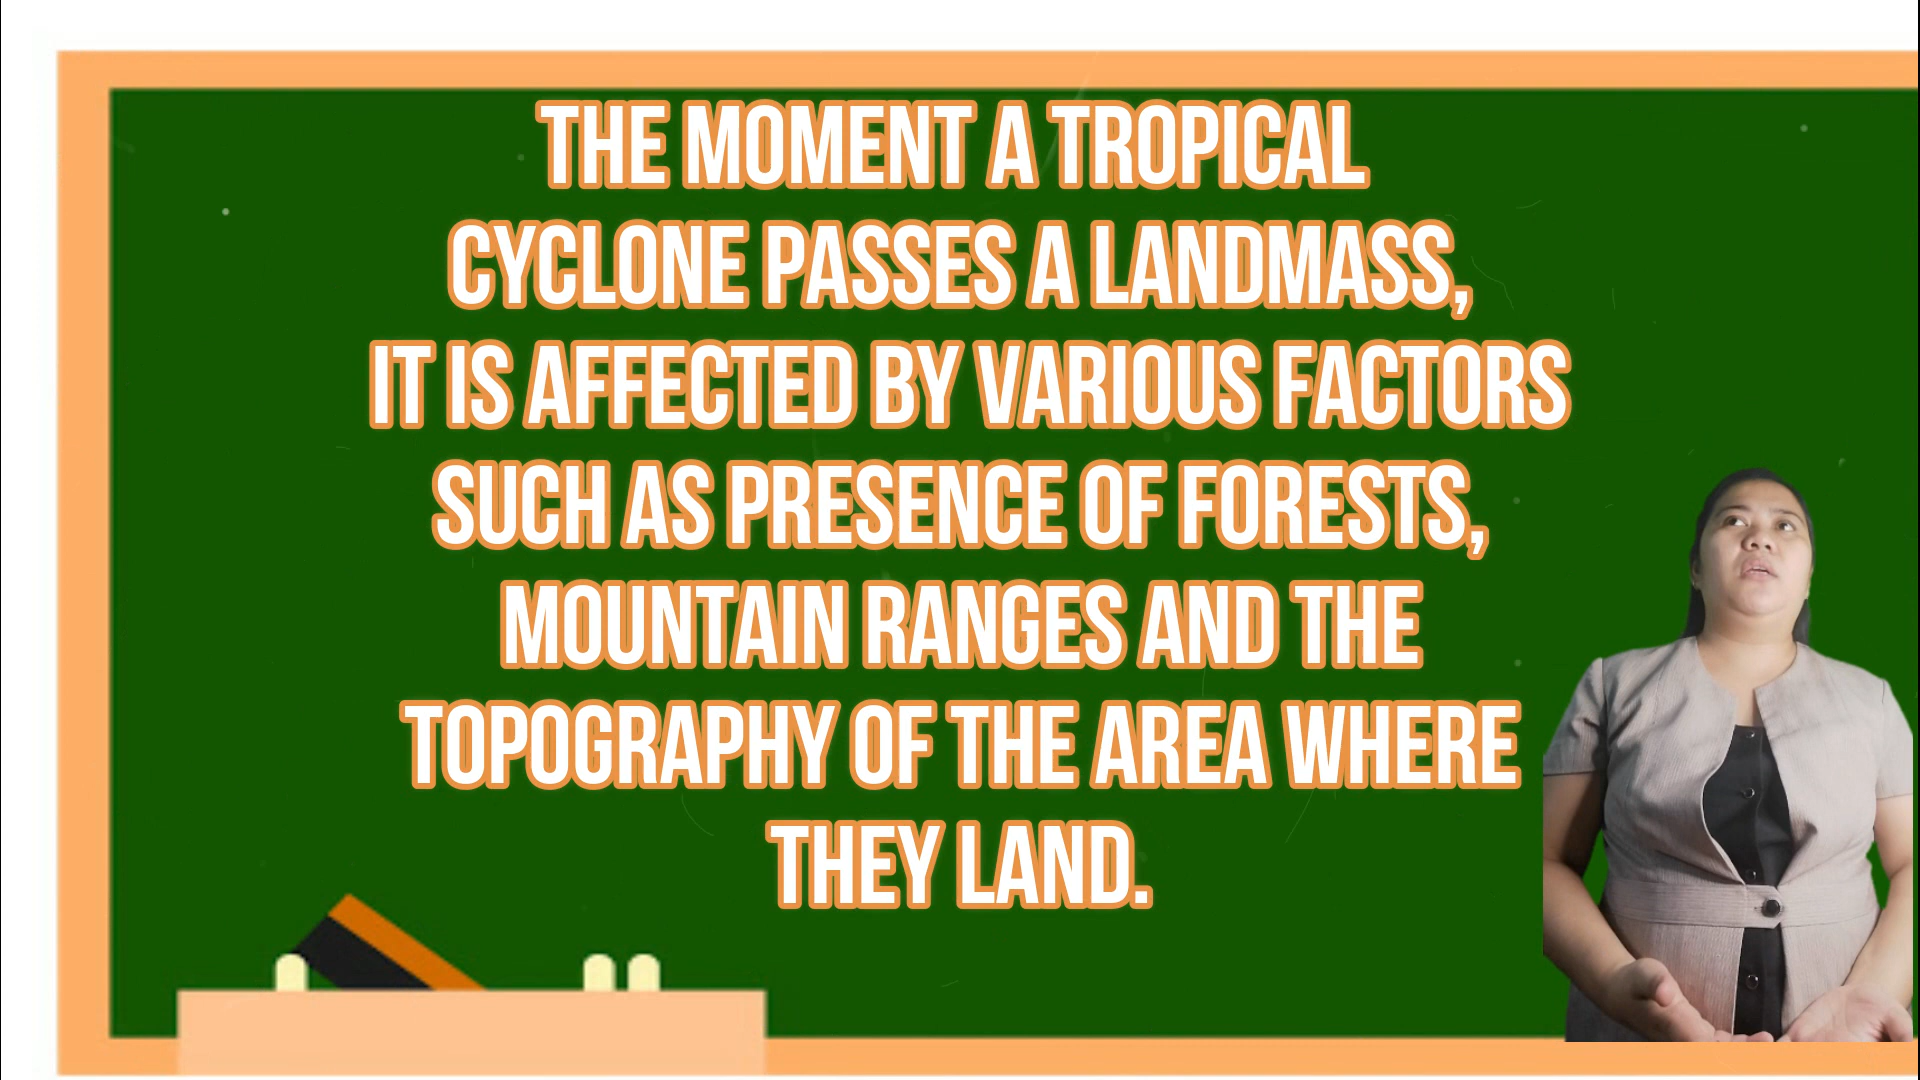 THE MOMENT A TROPICAL
CYCLONE PASSES A LANDMASS,
IT IS AFFECTED BY VARIOUS FACTORS
SUCH AS PRESENCE OF FORESTS,
MOUNTAIN RANGES AND THE
TOPOGRAPHY OF THE AREA WHERE
THEY LAND.